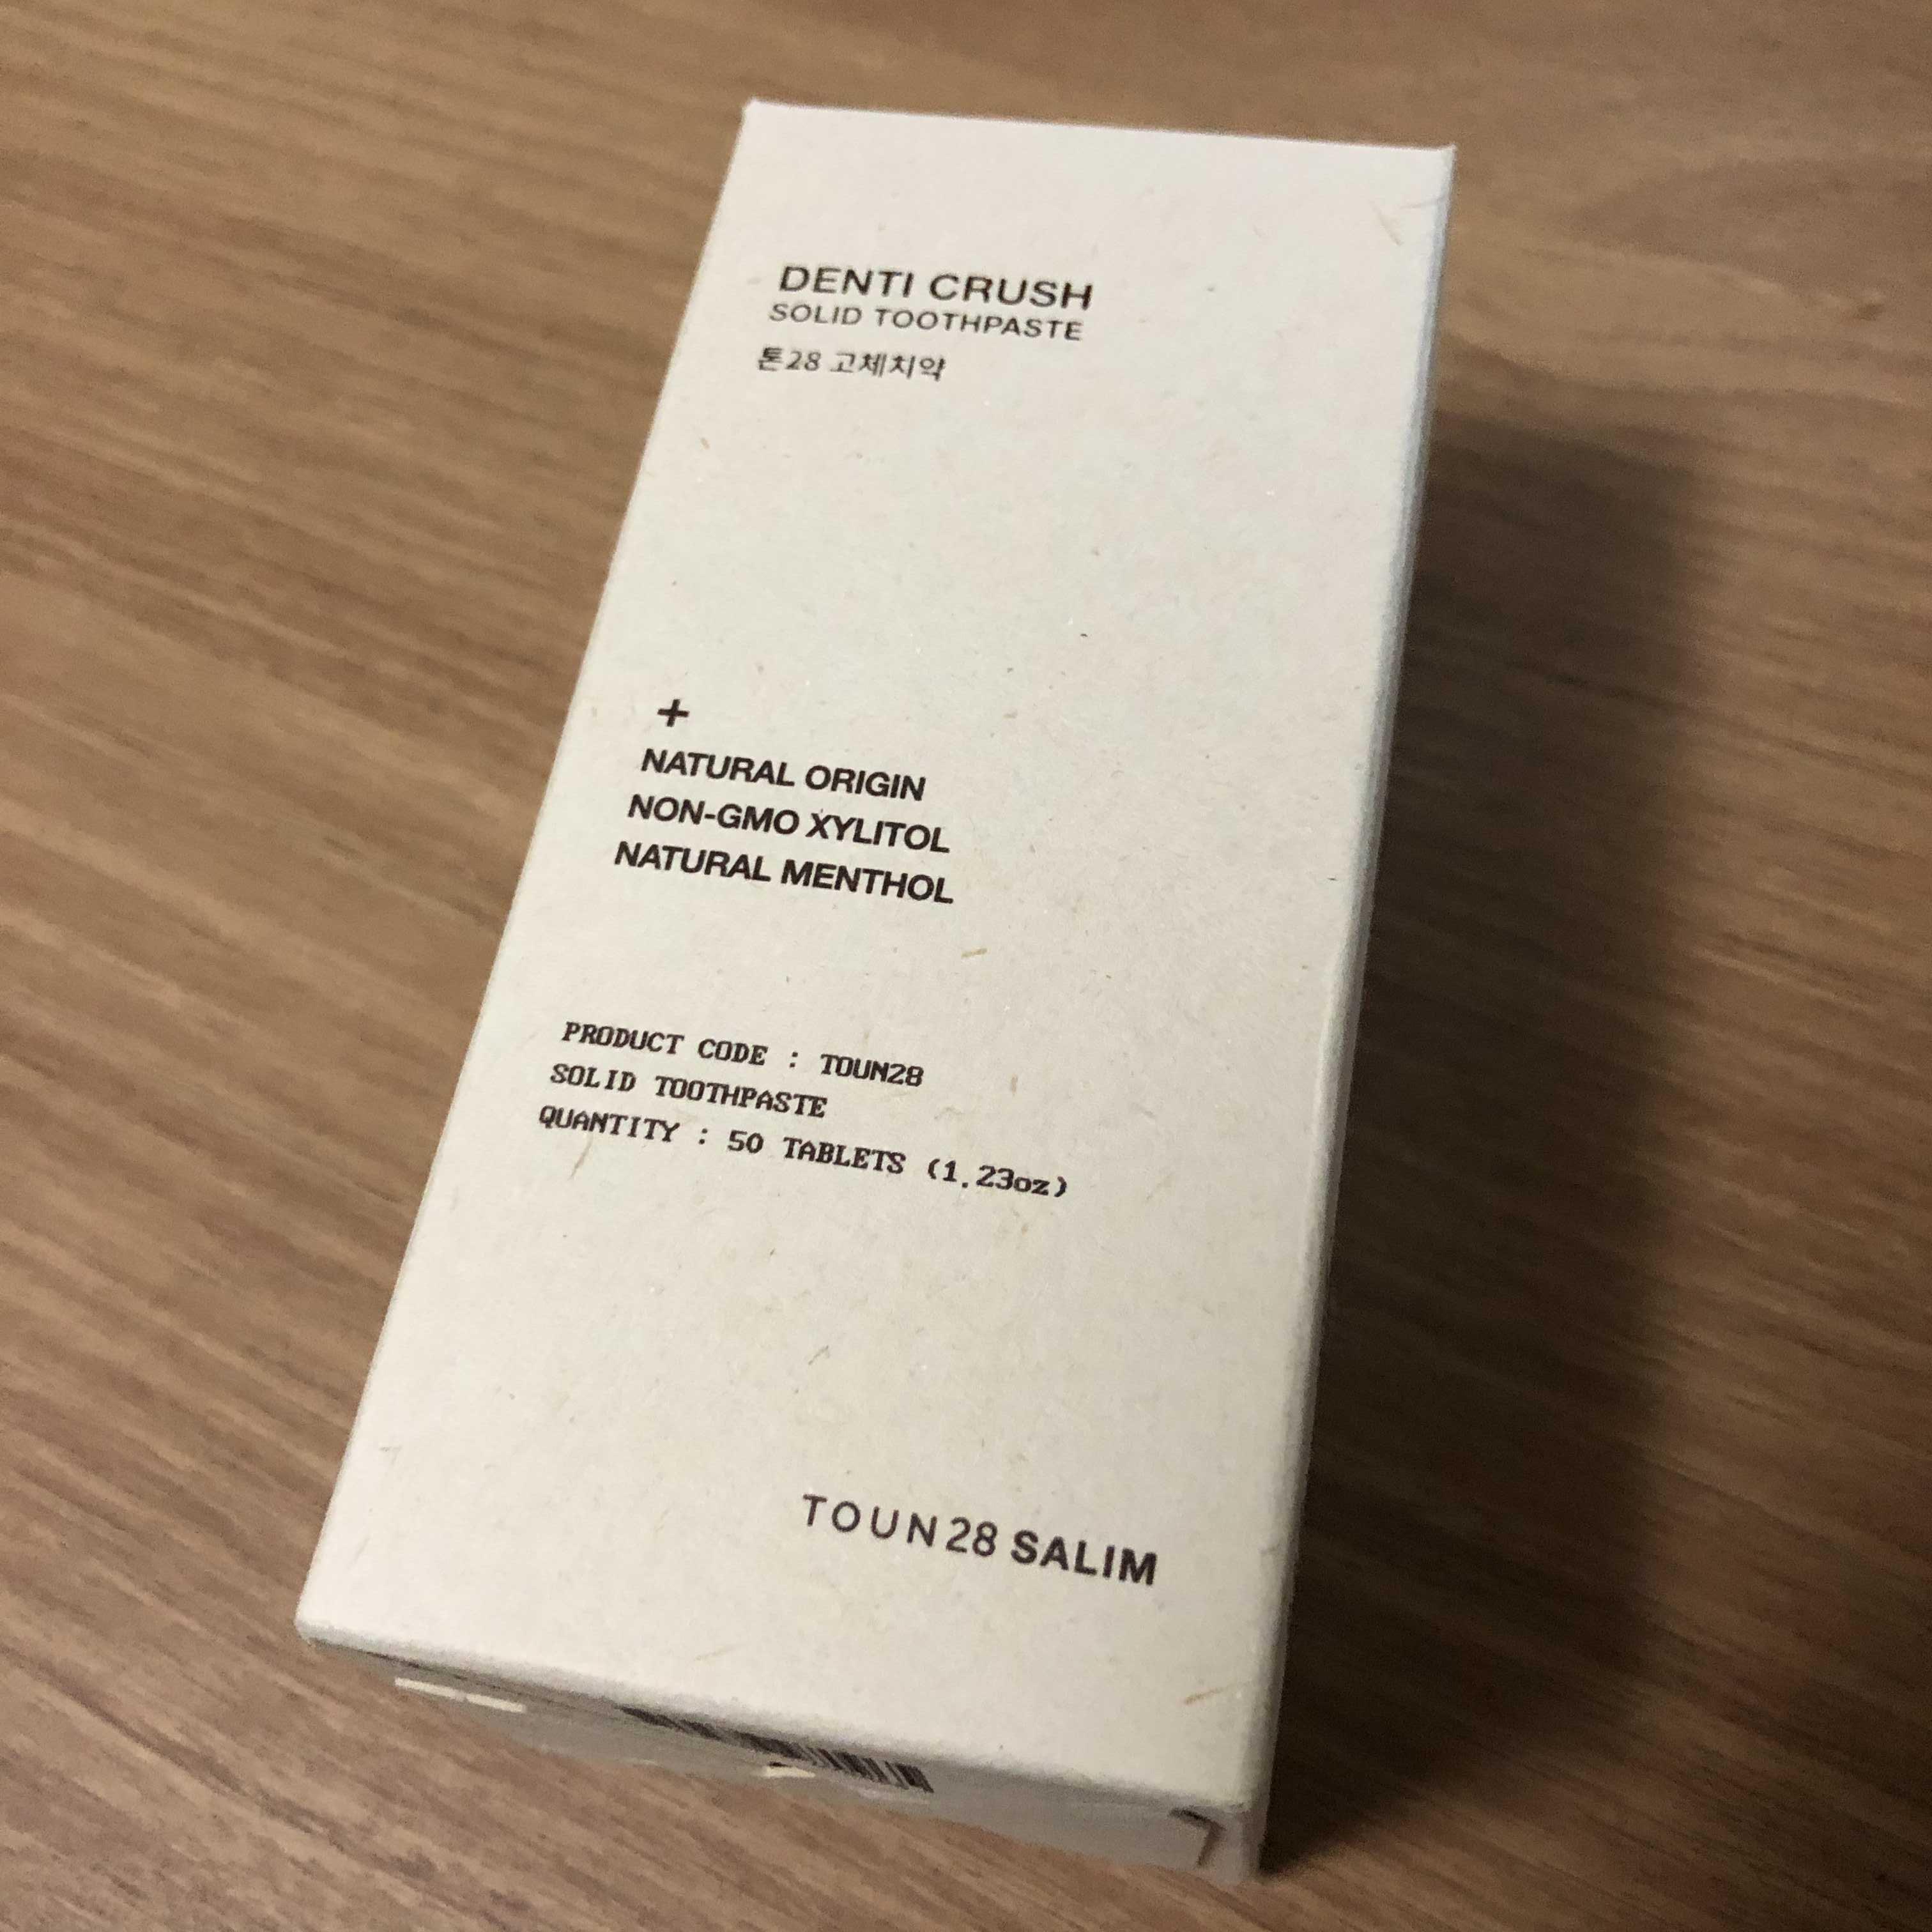 DENTI CRUSH
SOLID TOOTHPASTE
톤28 고체치약
+
NATURAL ORIGIN
NON-GMO XYLITOL
NATURAL MENTHOL
PRODUCT CODE : TOUN28
SOLID TOOTHPASTE
QUANTITY : 50 TABLETS (1.23oz)
TOUN28 SALIM